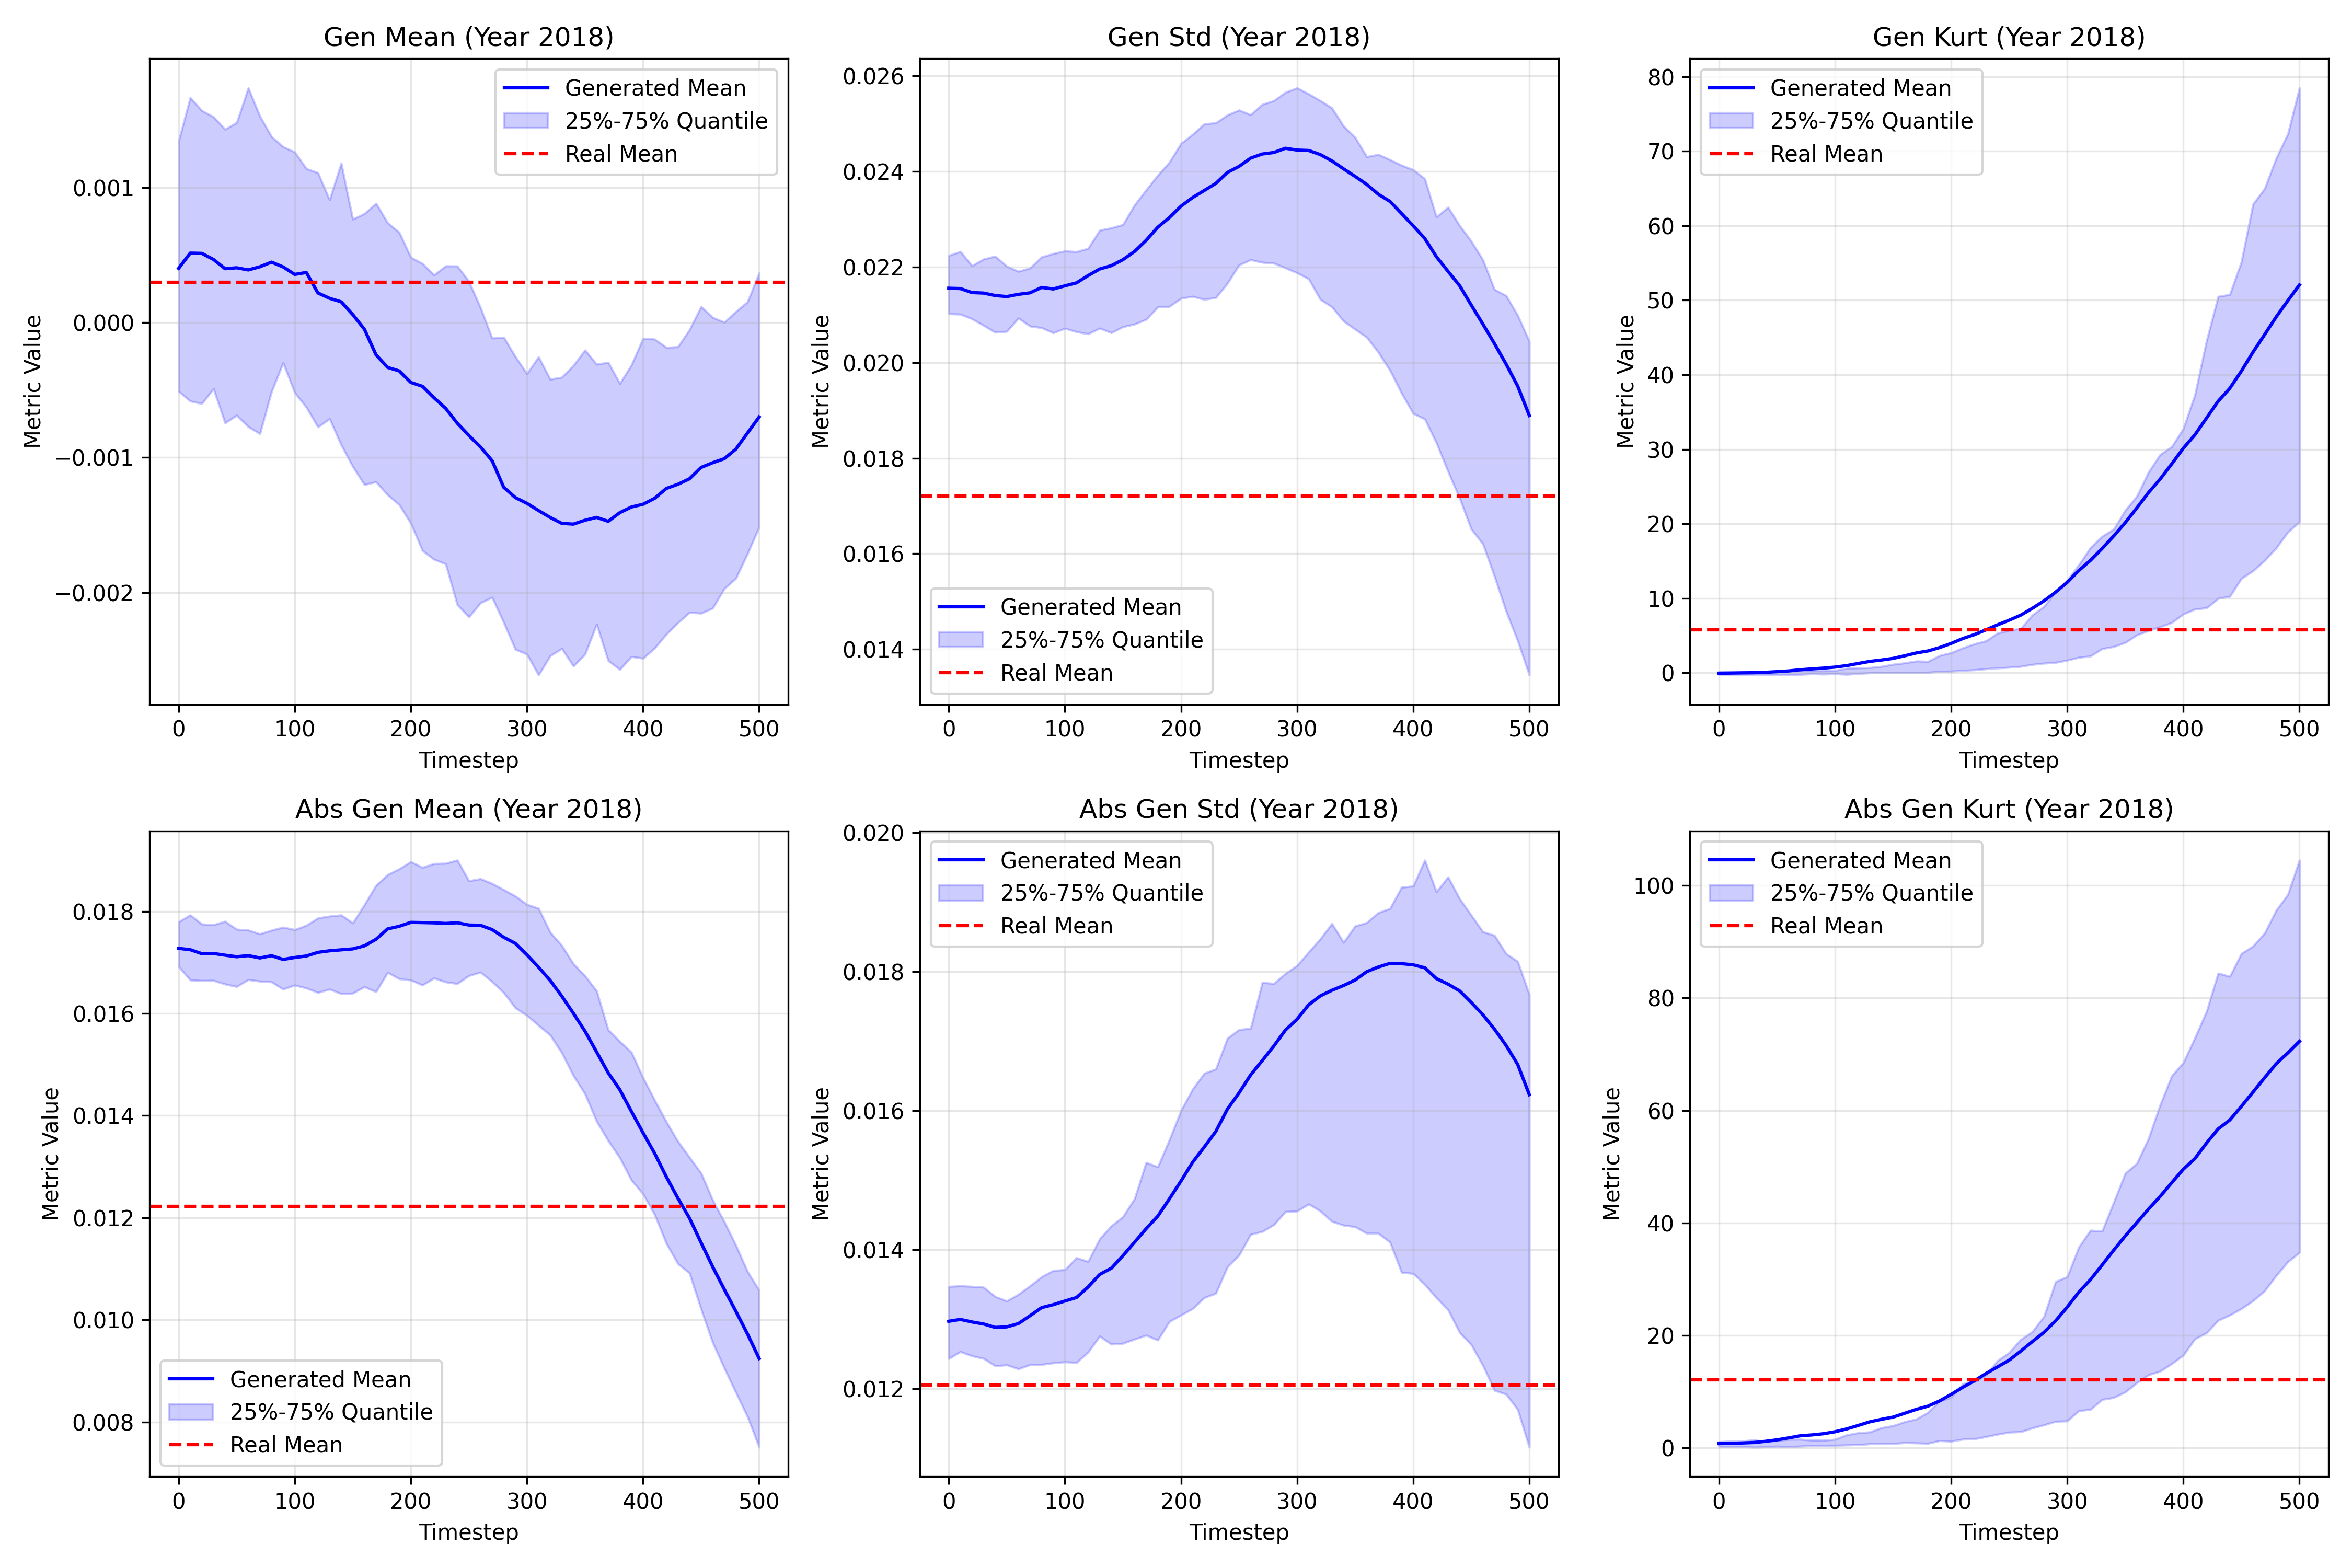 Gen Mean (Year 2018)
Generated Mean
25%-75% Quantile
Real Mean
Metric Value
0.001
0.000
−0.001
−0.002
0
100
200
300
400
500
Timestep
Gen Std (Year 2018)
Generated Mean
25%-75% Quantile
Real Mean
Metric Value
0.026
0.024
0.022
0.020
0.018
0.016
0.014
0
100
200
300
400
500
Timestep
Gen Kurt (Year 2018)
Generated Mean
25%-75% Quantile
Real Mean
Metric Value
80
70
60
50
40
30
20
10
0
0
100
200
300
400
500
Timestep
Abs Gen Mean (Year 2018)
Generated Mean
25%-75% Quantile
Real Mean
Metric Value
0.018
0.016
0.014
0.012
0.010
0.008
0
100
200
300
400
500
Timestep
Abs Gen Std (Year 2018)
Generated Mean
25%-75% Quantile
Real Mean
Metric Value
0.020
0.018
0.016
0.014
0.012
0
100
200
300
400
500
Timestep
Abs Gen Kurt (Year 2018)
Generated Mean
25%-75% Quantile
Real Mean
Metric Value
100
80
60
40
20
0
0
100
200
300
400
500
Timestep